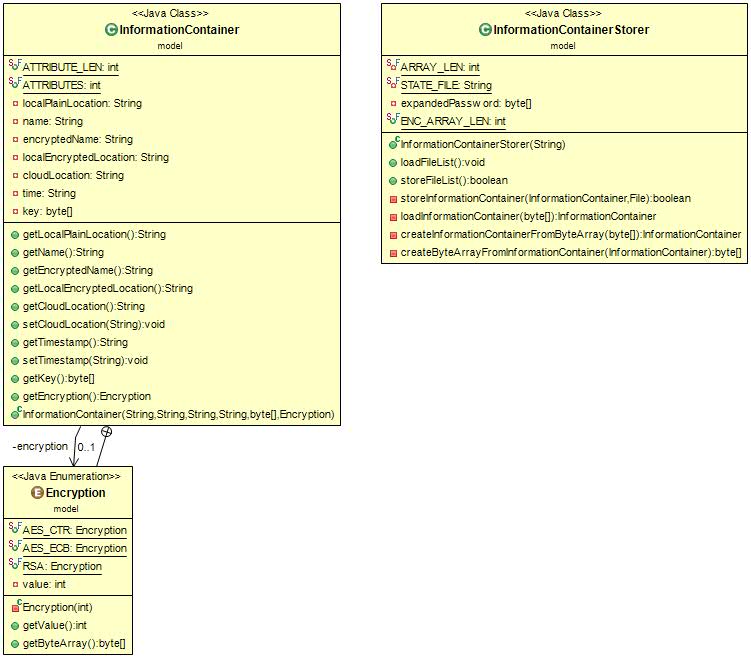 <<Java Class>>
InformationContainer
model
ATTRIBUTE_LEN: int
ATTRIBUTES: int
localPlainLocation: String
name: String
encryptedName: String
localEncryptedLocation: String
cloudLocation: String
time: String
key: byte[]
getLocalPlainLocation():String
getName():String
getEncryptedName():String
getLocalEncryptedLocation():String
getCloudLocation():String
setCloudLocation(String):void
getTimestamp():String
setTimestamp(String):void
getKey():byte[]
getEncryption():Encryption
InformationContainer(String,String,String,String,byte[],Encryption)
-encryption 0..1
<<Java Enumeration>>
Encryption
model
AES_CTR: Encryption
AES_ECB: Encryption
RSA: Encryption
value: int
Encryption(int)
getValue():int
getByteArray():byte[]
<<Java Class>>
InformationContainerStorer
model
ARRAY_LEN: int
STATE_FILE: String
expandedPassword: byte[]
ENC_ARRAY_LEN: int
InformationContainerStorer(String)
loadFileList():void
storeFileList():boolean
storeInformationContainer(InformationContainer,File):boolean
loadInformationContainer(byte[]):InformationContainer
createInformationContainerFromByteArray(byte[]):InformationContainer
createByteArrayFromInformationContainer(InformationContainer):byte[]